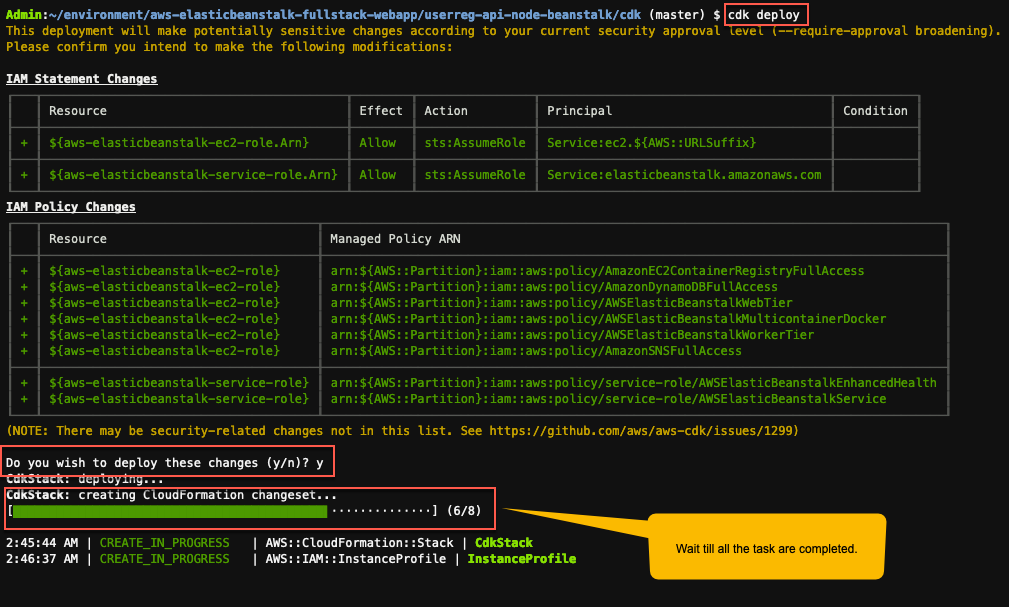 Admin:~/environment/aws-elasticbeanstalk-fullstack-webapp/userreg-api-node-beanstalk/cdk (master) $ cdk deploy
This deployment will make potentially sensitive changes according to your current security approval level (--require-approval broadening).
Please confirm you intend to make the following modifications:
IAM Statement Changes
Resource Effect Action Principal Condition
+ ${aws-elasticbeanstalk-ec2-role.Arn} Allow sts:AssumeRole Service:ec2.${AWS::URLSuffix}
+ ${aws-elasticbeanstalk-service-role.Arn} Allow sts:AssumeRole Service:elasticbeanstalk.amazonaws.com
IAM Policy Changes
Resource Managed Policy ARN
+ ${aws-elasticbeanstalk-ec2-role} arn:${AWS::Partition}:iam::aws:policy/AmazonEC2ContainerRegistryFullAccess
+ ${aws-elasticbeanstalk-ec2-role} arn:${AWS::Partition}:iam::aws:policy/AmazonDynamoDBFullAccess
+ ${aws-elasticbeanstalk-ec2-role} arn:${AWS::Partition}:iam::aws:policy/AWSElasticBeanstalkWebTier
+ ${aws-elasticbeanstalk-ec2-role} arn:${AWS::Partition}:iam::aws:policy/AWSElasticBeanstalkMulticontainerDocker
+ ${aws-elasticbeanstalk-ec2-role} arn:${AWS::Partition}:iam::aws:policy/AWSElasticBeanstalkWorkerTier
+ ${aws-elasticbeanstalk-ec2-role} arn:${AWS::Partition}:iam::aws:policy/AmazonSNSFullAccess
+ ${aws-elasticbeanstalk-service-role} arn:${AWS::Partition}:iam::aws:policy/service-role/AWSElasticBeanstalkEnhancedHealth
+ ${aws-elasticbeanstalk-service-role} arn:${AWS::Partition}:iam::aws:policy/service-role/AWSElasticBeanstalkService
(NOTE: There may be security-related changes not in this list. See https://github.com/aws/aws-cdk/issues/1299)
Do you wish to deploy these changes (y/n)? y
CdkStack: deploying...
CdkStack: creating CloudFormation changeset...
[··············] (6/8)
2:45:44 AM | CREATE_IN_PROGRESS | AWS::CloudFormation::Stack | CdkStack
2:46:37 AM | CREATE_IN_PROGRESS | AWS::IAM::InstanceProfile | InstanceProfile
Wait till all the task are completed.